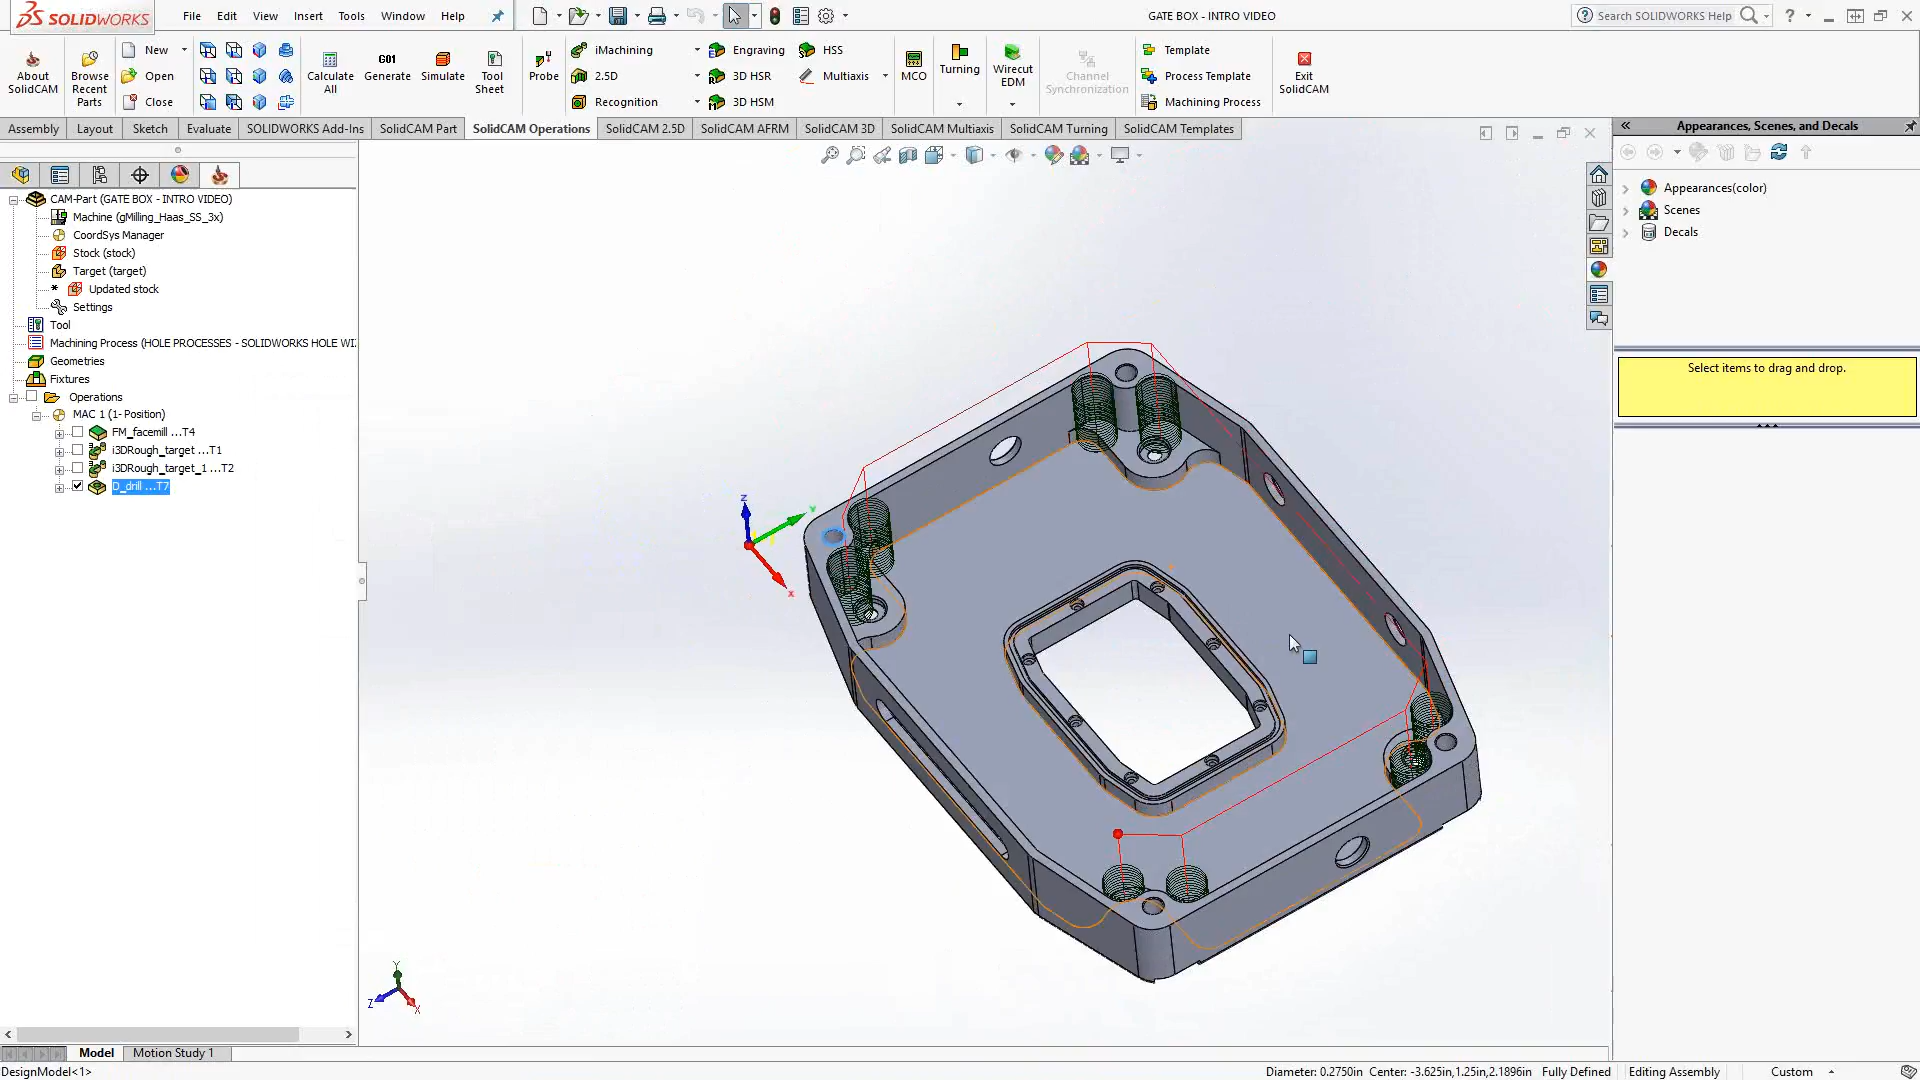 SOLIDWORKS
File Edit View Insert Tools Window Help
GATE BOX - INTRO VIDEO
Search SOLIDWORKS Help
?
About SolidCAM
Browse Recent Parts
New
Open
Close
Calculate All
G01
Generate
Simulate
Tool Sheet
Probe
iMachining
2.5D
Recognition
Engraving
3D HSR
3D HSM
HSS
Multiaxis
MCO
Turning
Wirecut EDM
Channel Synchronization
Template
Process Template
Machining Process
Exit SolidCAM
Assembly Layout Sketch Evaluate SOLIDWORKS Add-Ins SolidCAM Part SolidCAM Operations SolidCAM 2.5D SolidCAM AFRM SolidCAM 3D SolidCAM Multiaxis SolidCAM Turning SolidCAM Templates
Appearances, Scenes, and Decals
Appearances(color)
Scenes
Decals
Select items to drag and drop.
CAM-Part (GATE BOX - INTRO VIDEO)
Machine (gMilling_Haas_SS_3x)
CoordSys Manager
Stock (stock)
Target (target)
* Updated stock
Settings
Tool
Machining Process (HOLE PROCESSES - SOLIDWORKS HOLE WI
Geometries
Fixtures
Operations
MAC 1 (1- Position)
FM_facemill ...T4
i3DRough_target ...T1
i3DRough_target_1 ...T2
D_drill ...T7
Z
Y
X
Y
Z
X
Model Motion Study 1
DesignModel<1>
Diameter: 0.2750in Center: -3.625in,1.25in,2.1896in Fully Defined Editing Assembly Custom